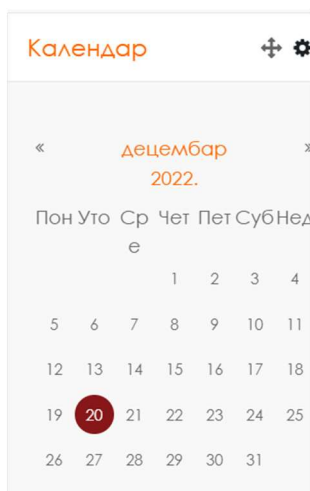 Календар
« децембар »
2022.
Пон Уто Ср Чет Пет Суб Нед
е
1 2 3 4
5 6 7 8 9 10 11
12 13 14 15 16 17 18
19 20 21 22 23 24 25
26 27 28 29 30 31